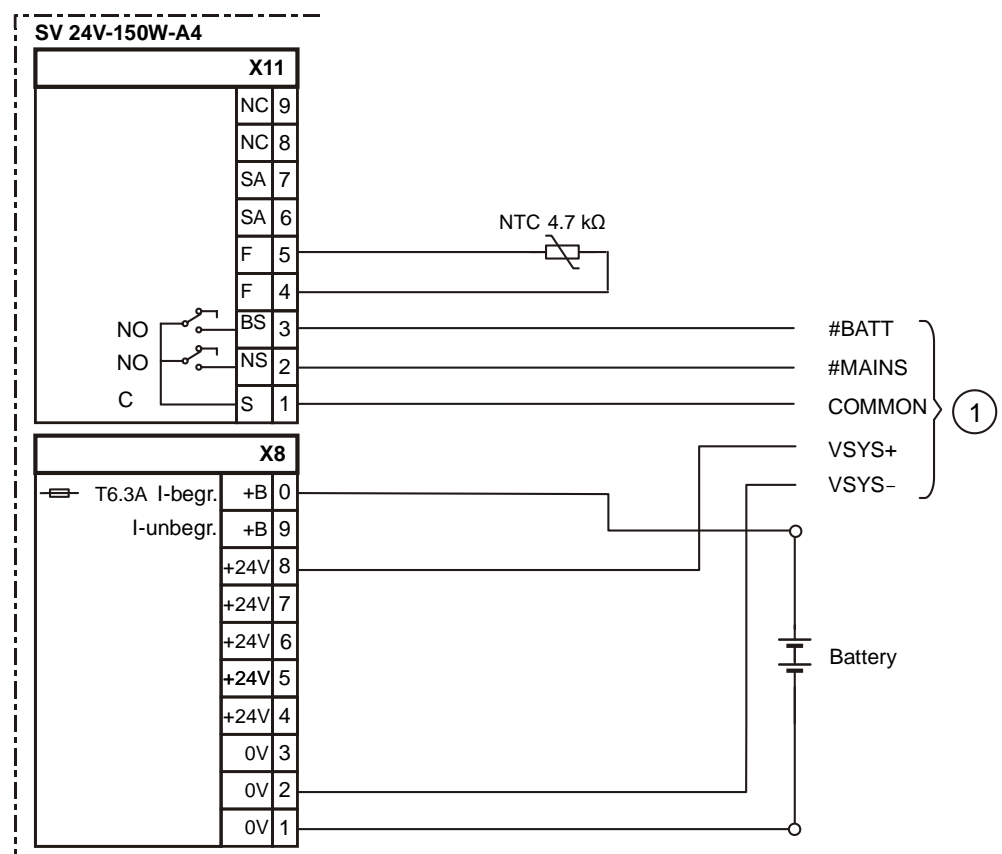 SV 24V-150W-A4
X11
NC 9
NC 8
SA 7
SA 6
F 5
F 4
NO BS 3
NO NS 2
C S 1
NTC 4.7 kΩ
#BATT
#MAINS
COMMON
VSYS+
VSYS−
1
X8
T6.3A I-begr. +B 0
I-unbegr. +B 9
+24V 8
+24V 7
+24V 6
+24V 5
+24V 4
0V 3
0V 2
0V 1
Battery